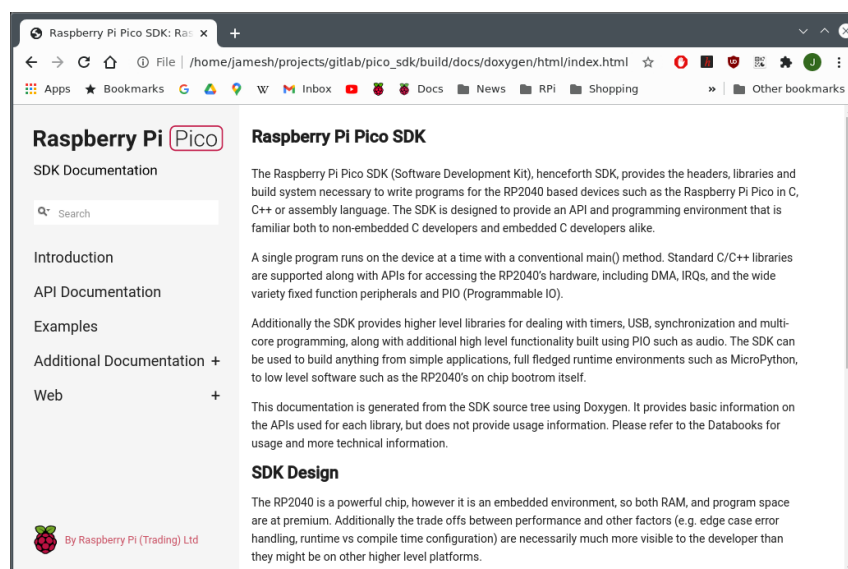 Raspberry Pi Pico SDK: Ras
File | /home/jamesh/projects/gitlab/pico_sdk/build/docs/doxygen/html/index.html
Apps Bookmarks Inbox Docs News RPi Shopping » Other bookmarks
Raspberry Pi Pico
SDK Documentation
Search
Introduction
API Documentation
Examples
Additional Documentation +
Web +
By Raspberry Pi (Trading) Ltd
Raspberry Pi Pico SDK
The Raspberry Pi Pico SDK (Software Development Kit), henceforth SDK, provides the headers, libraries and
build system necessary to write programs for the RP2040 based devices such as the Raspberry Pi Pico in C,
C++ or assembly language. The SDK is designed to provide an API and programming environment that is
familiar both to non-embedded C developers and embedded C developers alike.
A single program runs on the device at a time with a conventional main() method. Standard C/C++ libraries
are supported along with APIs for accessing the RP2040's hardware, including DMA, IRQs, and the wide
variety fixed function peripherals and PIO (Programmable IO).
Additionally the SDK provides higher level libraries for dealing with timers, USB, synchronization and multi-
core programming, along with additional high level functionality built using PIO such as audio. The SDK can
be used to build anything from simple applications, full fledged runtime environments such as MicroPython,
to low level software such as the RP2040's on chip bootrom itself.
This documentation is generated from the SDK source tree using Doxygen. It provides basic information on
the APIs used for each library, but does not provide usage information. Please refer to the Databooks for
usage and more technical information.
SDK Design
The RP2040 is a powerful chip, however it is an embedded environment, so both RAM, and program space
are at premium. Additionally the trade offs between performance and other factors (e.g. edge case error
handling, runtime vs compile time configuration) are necessarily much more visible to the developer than
they might be on other higher level platforms.